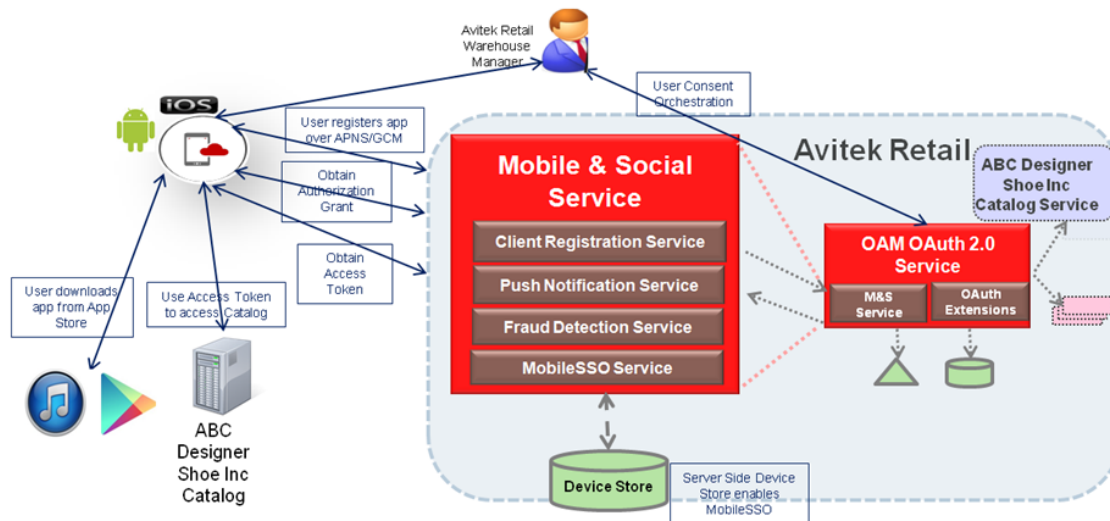 Avitek Retail
Warehouse
Manager
iOS
User Consent
Orchestration
User registers app
over APNS/GCM
Obtain
Authorization
Grant
Obtain
Access
Token
User downloads
app from App
Store
Use Access Token
to access Catalog
ABC
Designer
Shoe Inc
Catalog
Mobile & Social
Service
Client Registration Service
Push Notification Service
Fraud Detection Service
MobileSSO Service
Device Store
Server Side Device
Store enables
MobileSSO
Avitek Retail
ABC Designer
Shoe Inc
Catalog Service
OAM OAuth 2.0
Service
M&S
Service
OAuth
Extensions